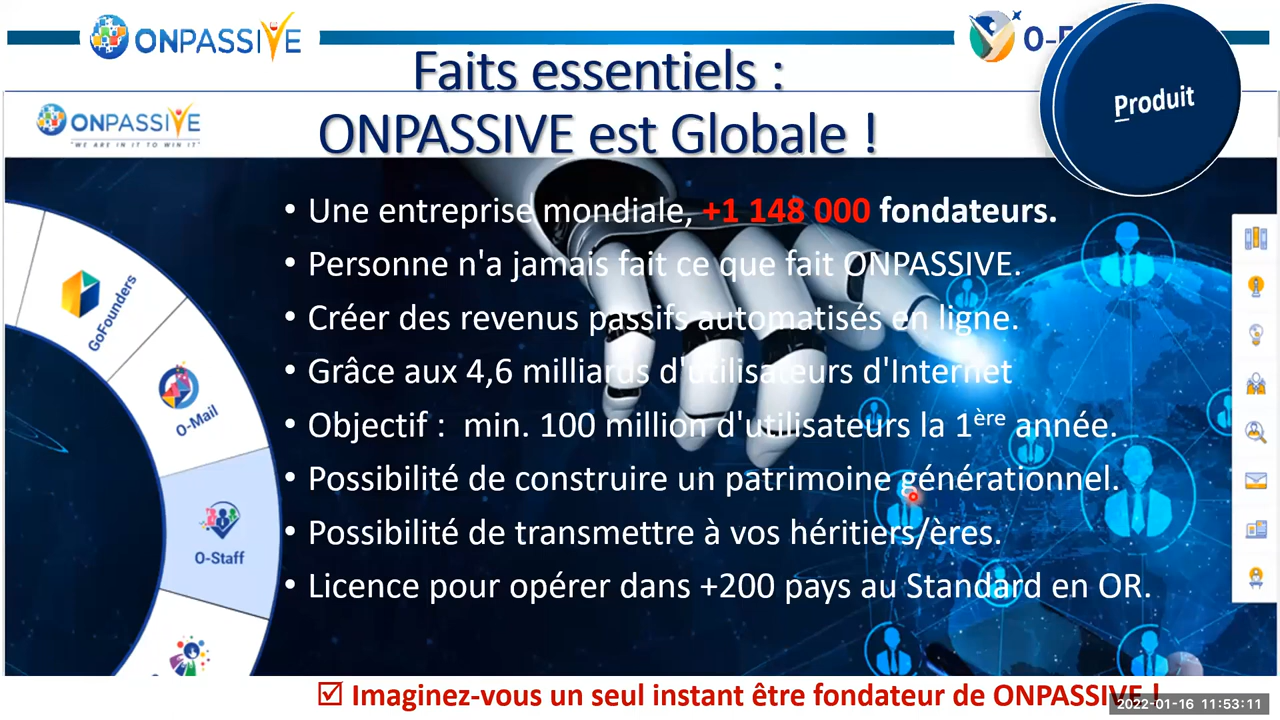 ONPASSIVE
Faits essentiels :
Produit
ONPASSIVE
"WE ARE IN IT TO WIN IT"
ONPASSIVE est Globale !
• Une entreprise mondiale, +1 148 000 fondateurs.
• Personne n'a jamais fait ce que fait ONPASSIVE.
• Créer des revenus passifs automatisés en ligne.
• Grâce aux 4,6 milliards d'utilisateurs d'Internet
• Objectif : min. 100 million d'utilisateurs la 1ère année.
• Possibilité de construire un patrimoine générationnel.
• Possibilité de transmettre à vos héritiers/ères.
• Licence pour opérer dans +200 pays au Standard en OR.
GoFounders
O-Mail
O-Staff
☑ Imaginez-vous un seul instant être fondateur de ONPASSIVE !
2022-01-16 11:53:11